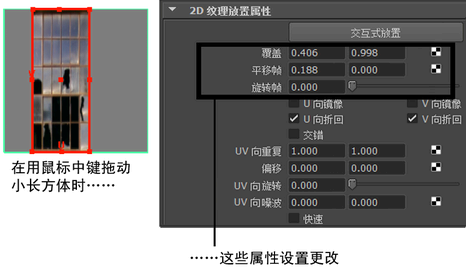 2D 纹理放置属性
交互式放置
覆盖 0.406 0.998
平移帧 0.188 0.000
旋转帧 0.000
U 向镜像 V 向镜像
U 向折回 V 向折回
交错
UV 向重复 1.000 1.000
偏移 0.000 0.000
UV 向旋转 0.000
UV 向噪波 0.000 0.000
快速
在用鼠标中键拖动
小长方体时……
……这些属性设置更改